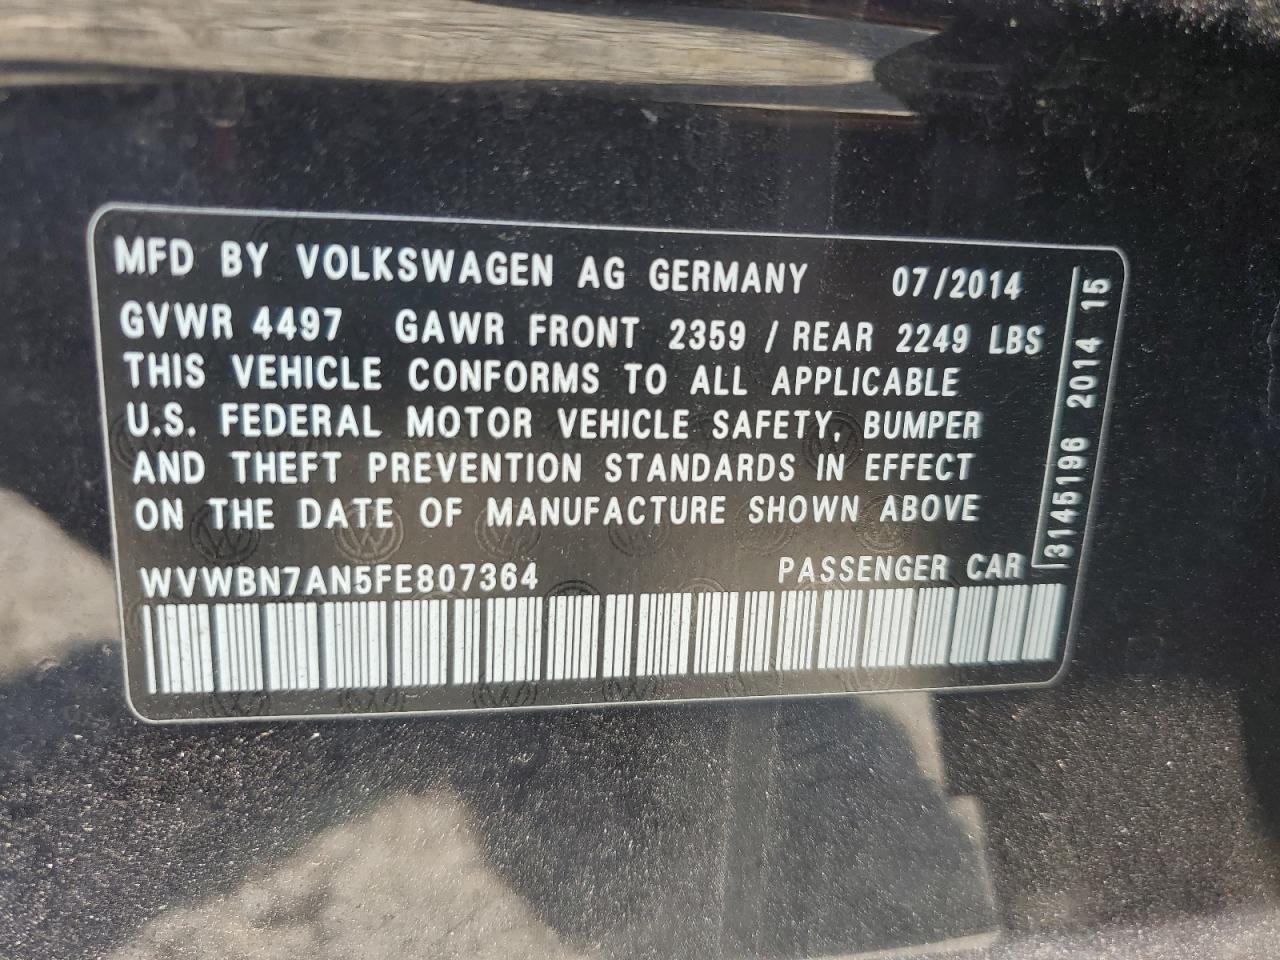 MFD BY VOLKSWAGEN AG GERMANY 07/2014
GVWR 4497 GAWR FRONT 2359 / REAR 2249 LBS
THIS VEHICLE CONFORMS TO ALL APPLICABLE
U.S. FEDERAL MOTOR VEHICLE SAFETY, BUMPER
AND THEFT PREVENTION STANDARDS IN EFFECT
ON THE DATE OF MANUFACTURE SHOWN ABOVE
WVWBN7AN5FE807364 PASSENGER CAR
3145196 2014 15